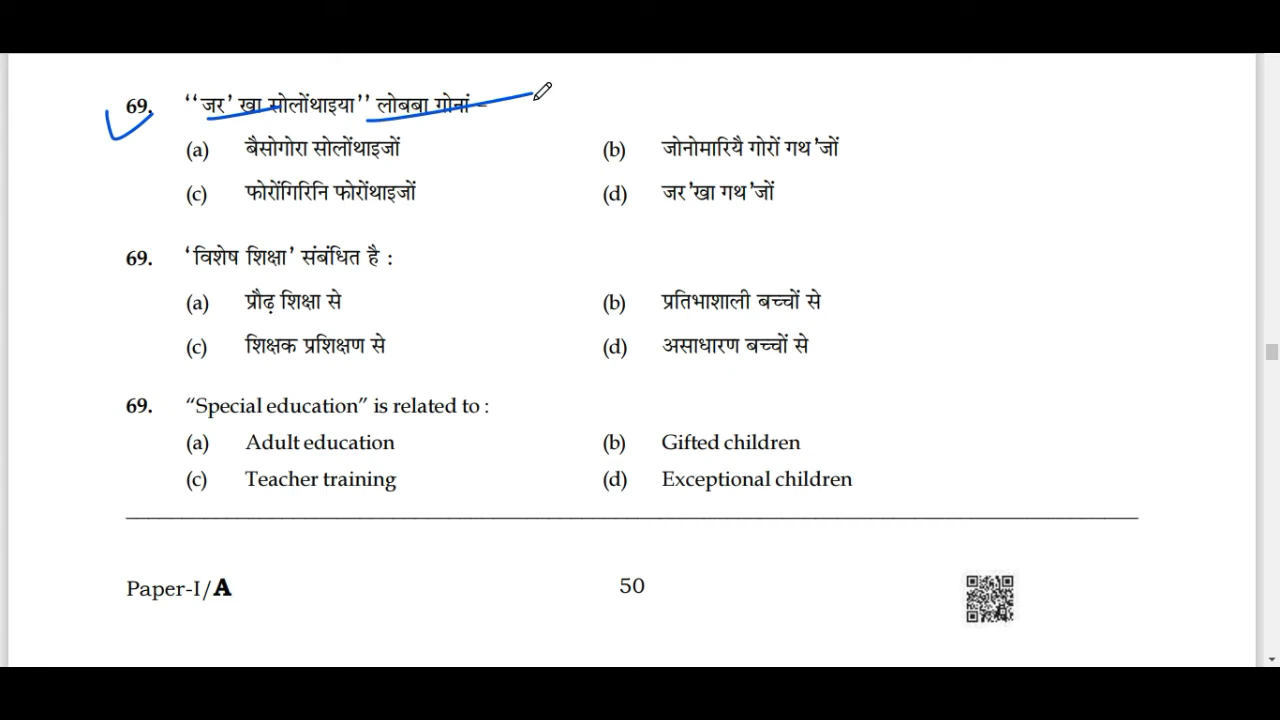 69. ‘‘जर’ खा सोलोंथाइया’’ लोबबा गोनां –
(a) बैसोगोरा सोलोंथाइजों (b) जोनोमारियै गोरों गथ’जों
(c) फोरोंगिरिनि फोरोंथाइजों (d) जर’खा गथ’जों
69. ‘विशेष शिक्षा’ संबंधित है :
(a) प्रौढ़ शिक्षा से (b) प्रतिभाशाली बच्चों से
(c) शिक्षक प्रशिक्षण से (d) असाधारण बच्चों से
69. “Special education” is related to :
(a) Adult education (b) Gifted children
(c) Teacher training (d) Exceptional children
Paper-I/A 50